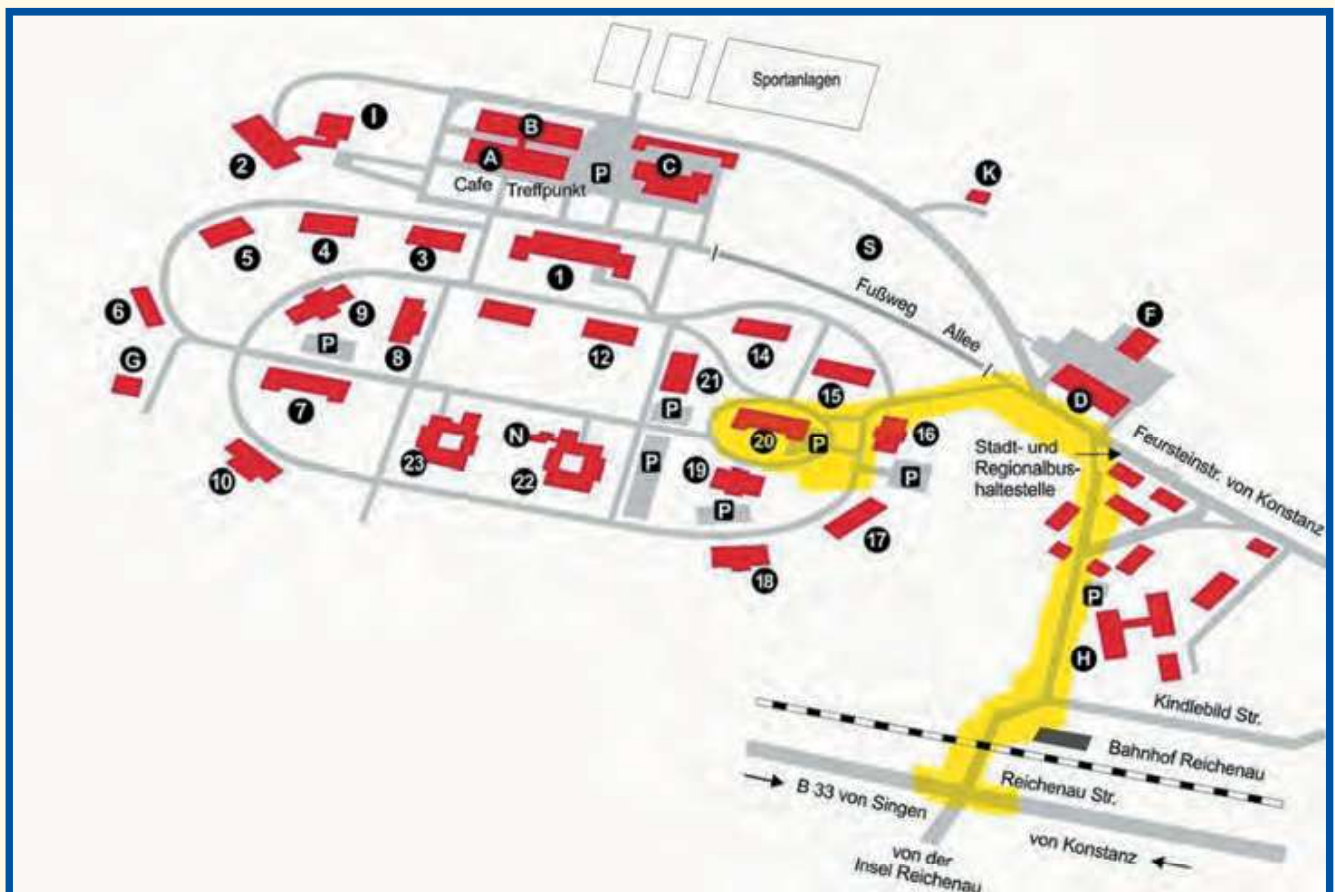 Sportanlagen
I
B
2
A
P
C
K
Cafe Treffpunkt
5
4
3
S
1
Fußweg
Allee
6
9
F
G
P
8
12
14
21
15
D
7
P
20
P
16
Feursteinstr. von Konstanz
N
Stadt- und
Regionalbus-
haltestelle
23
22
P
19
P
10
P
17
18
P
H
Kindlebild Str.
Bahnhof Reichenau
Reichenau Str.
B 33 von Singen
von Konstanz
von der
Insel Reichenau